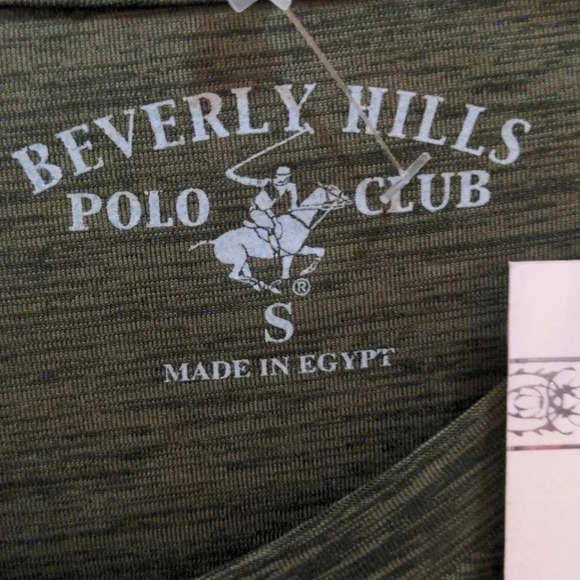 BEVERLY HILLS
POLO CLUB
®
S
MADE IN EGYPT